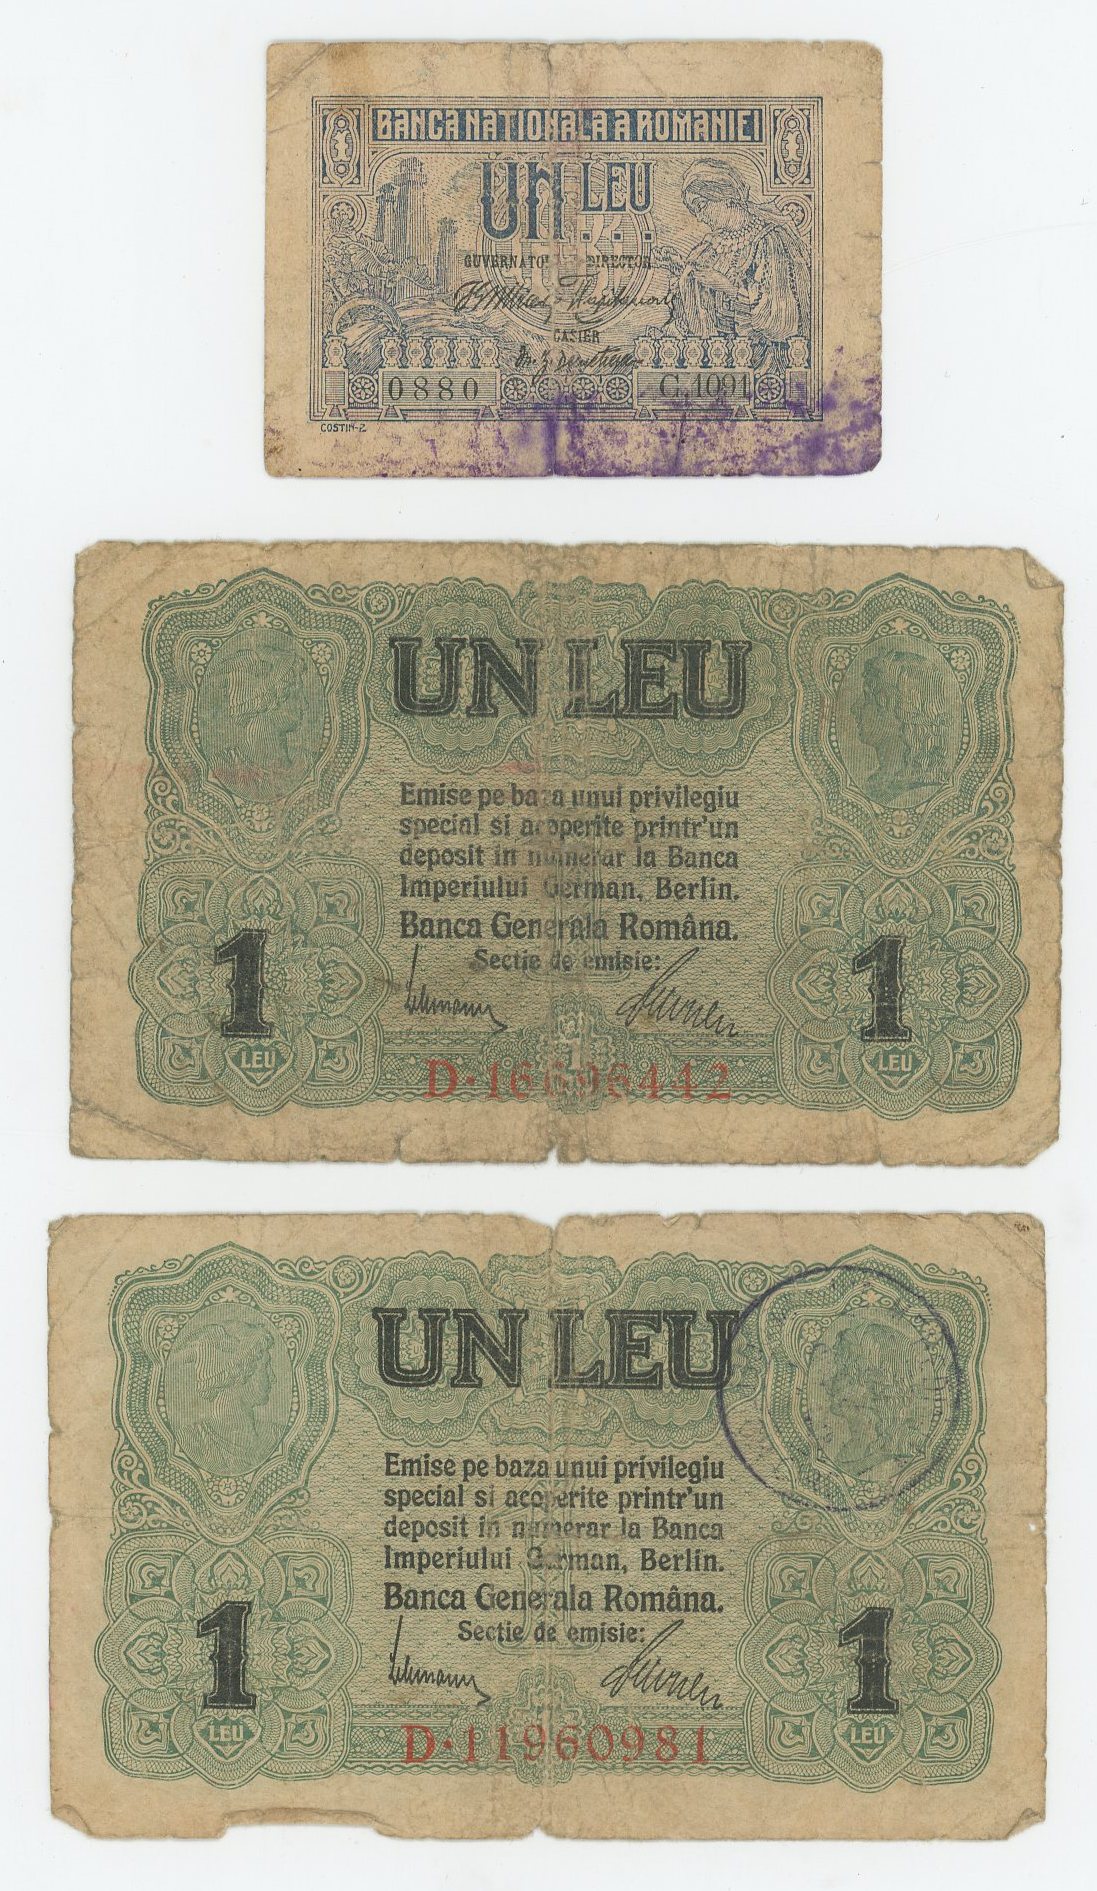 BANCA NATIONALA A ROMANIEI
UN LEU
GUVERNATOR DIRECTOR
CASIER
0880 C.1091
COSTIN-P.
UN LEU
Emise pe baza unui privilegiu
special si acoperite printr'un
deposit in numerar la Banca
Imperiului German, Berlin.
Banca Generala Româna.
Sectie de emisie:
1 1
LEU LEU
D·16696442
UN LEU
Emise pe baza unui privilegiu
special si acoperite printr'un
deposit in numerar la Banca
Imperiului German, Berlin.
Banca Generala Româna.
Sectie de emisie:
1 1
LEU LEU
D·11960981